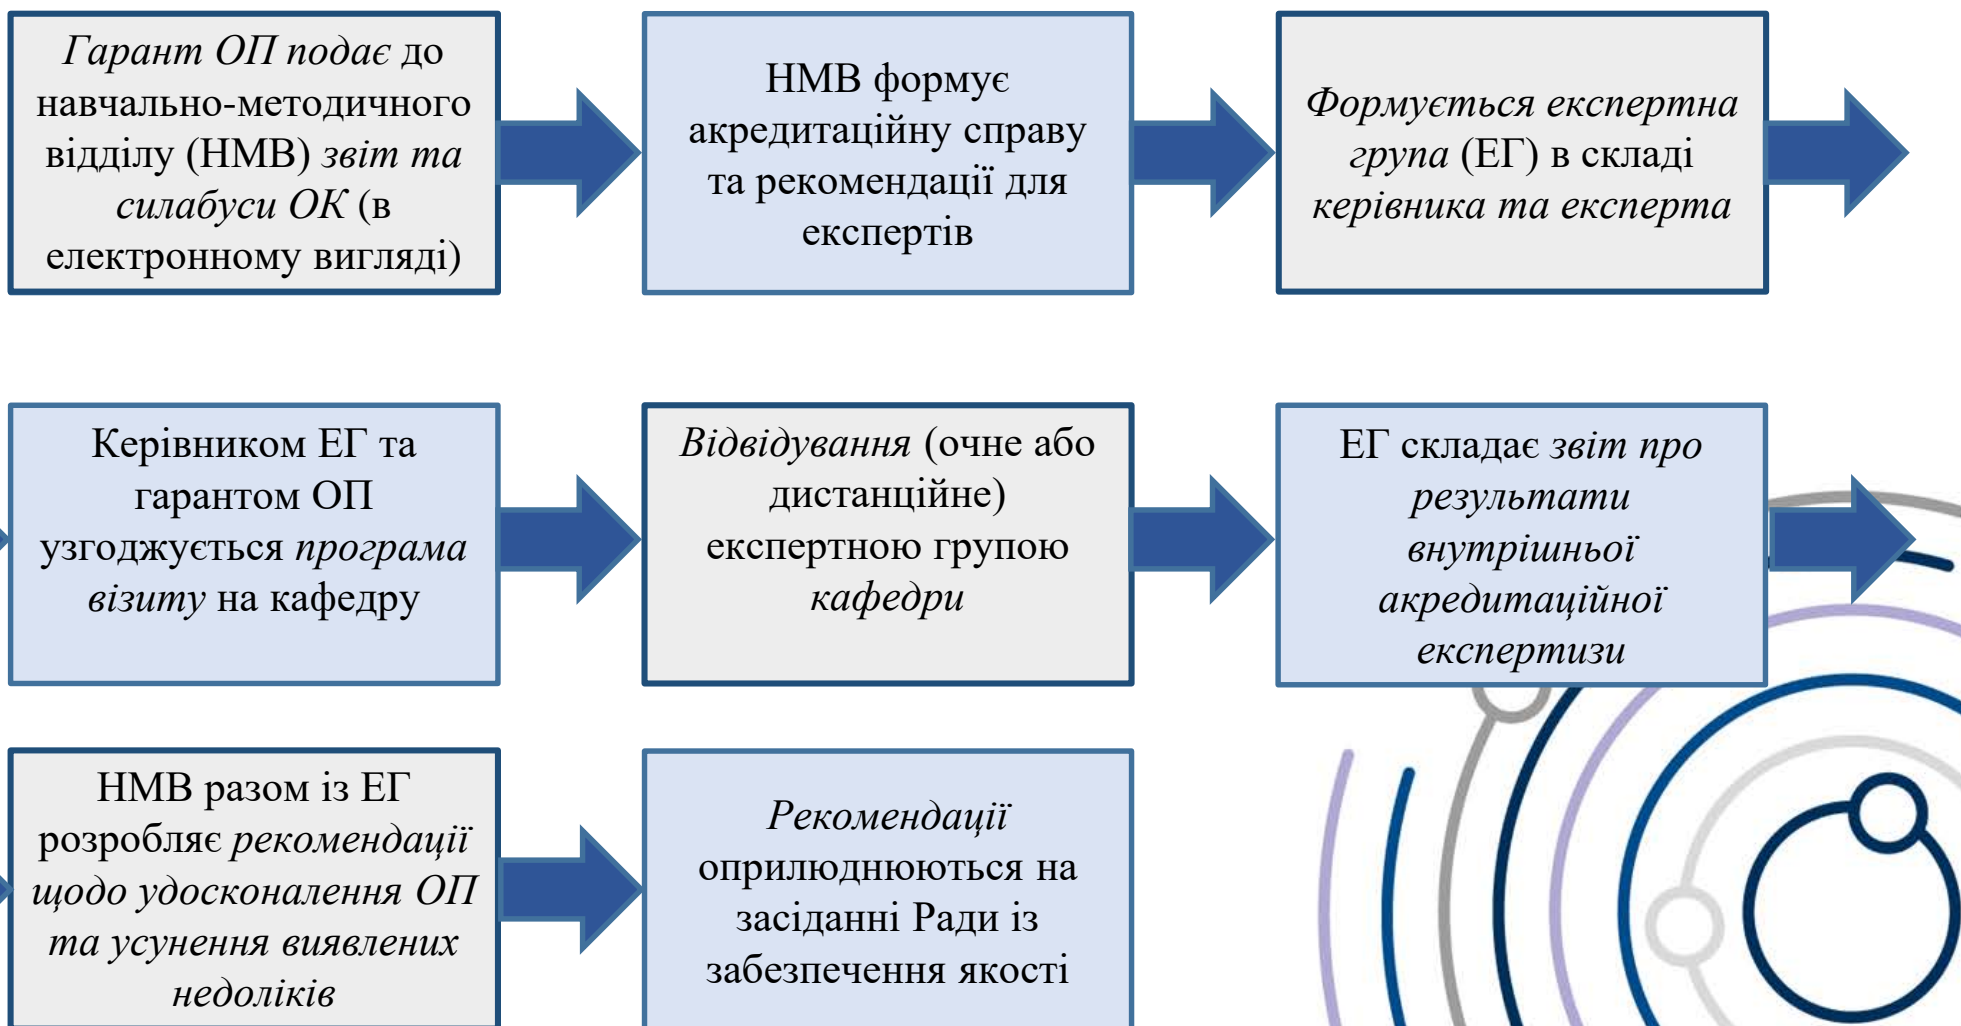 Гарант ОП подає до
навчально-методичного
відділу (НМВ) звіт та
силабуси ОК (в
електронному вигляді)
НМВ формує
акредитаційну справу
та рекомендації для
експертів
Формується експертна
група (ЕГ) в складі
керівника та експерта
Керівником ЕГ та
гарантом ОП
узгоджується програма
візиту на кафедру
Відвідування (очне або
дистанційне)
експертною групою
кафедри
ЕГ складає звіт про
результати
внутрішньої
акредитаційної
експертизи
НМВ разом із ЕГ
розробляє рекомендації
щодо удосконалення ОП
та усунення виявлених
недоліків
Рекомендації
оприлюднюються на
засіданні Ради із
забезпечення якості